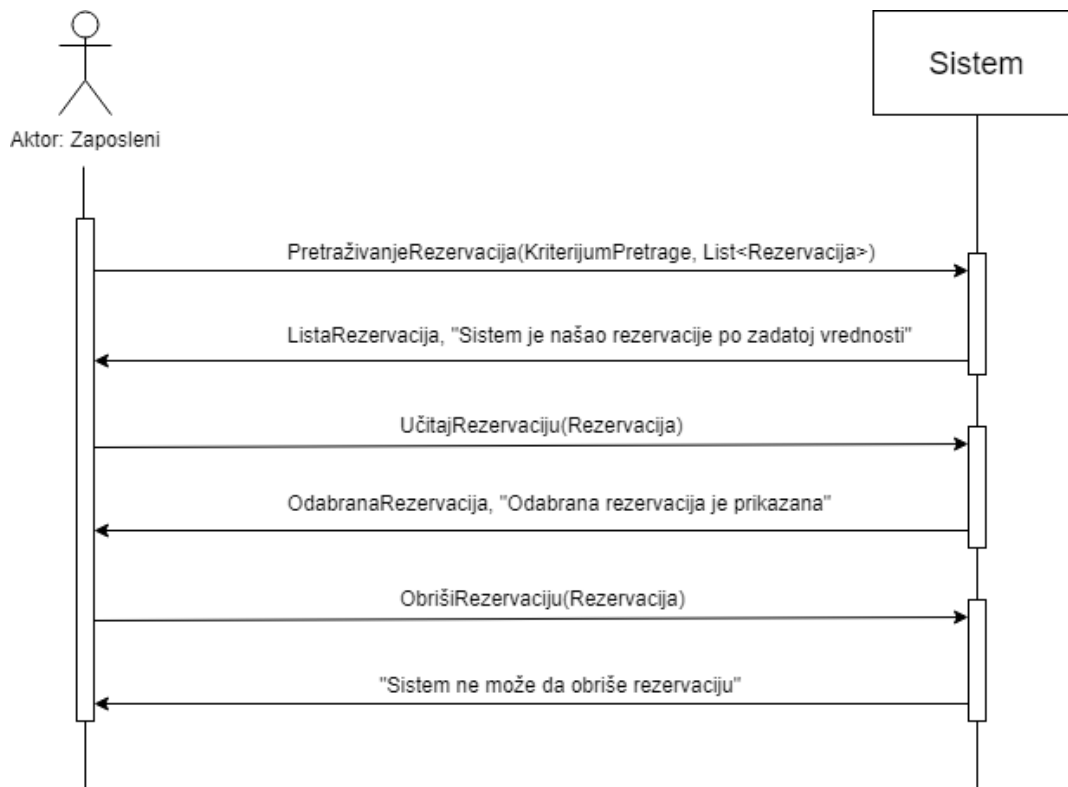 Sistem
Aktor: Zaposleni
PretraživanjeRezervacija(KriterijumPretrage, List<Rezervacija>)
ListaRezervacija, "Sistem je našao rezervacije po zadatoj vrednosti"
UčitajRezervaciju(Rezervacija)
OdabranaRezervacija, "Odabrana rezervacija je prikazana"
ObrišiRezervaciju(Rezervacija)
"Sistem ne može da obriše rezervaciju"